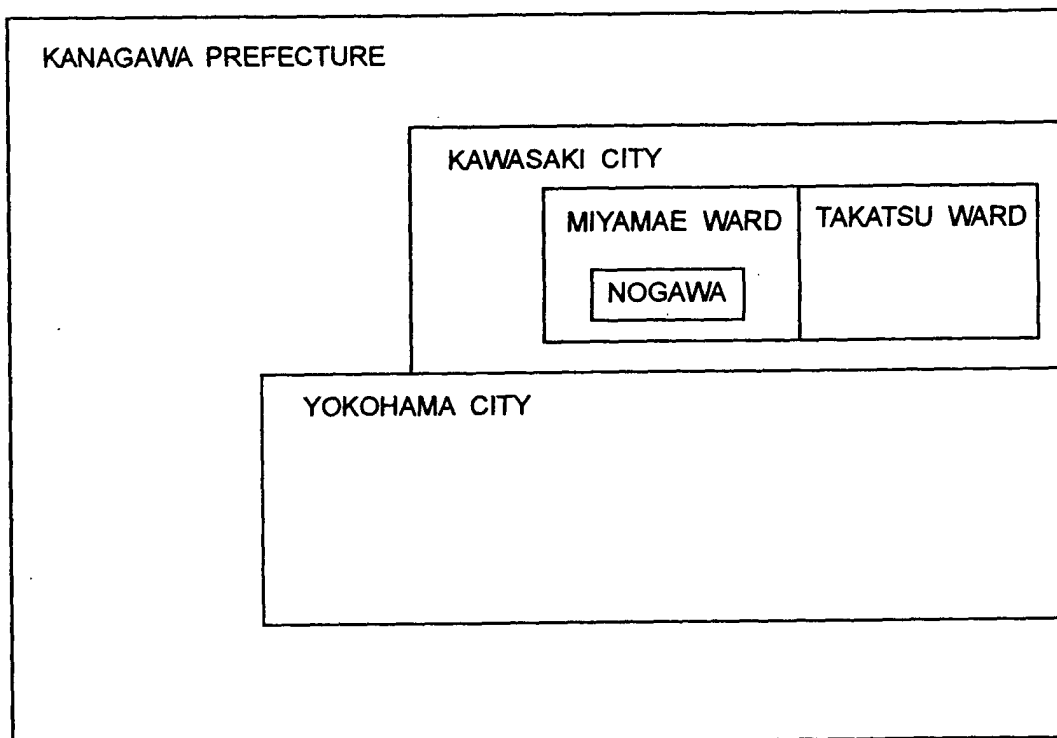 KANAGAWA PREFECTURE
KAWASAKI CITY
MIYAMAE WARD
TAKATSU WARD
NOGAWA
YOKOHAMA CITY